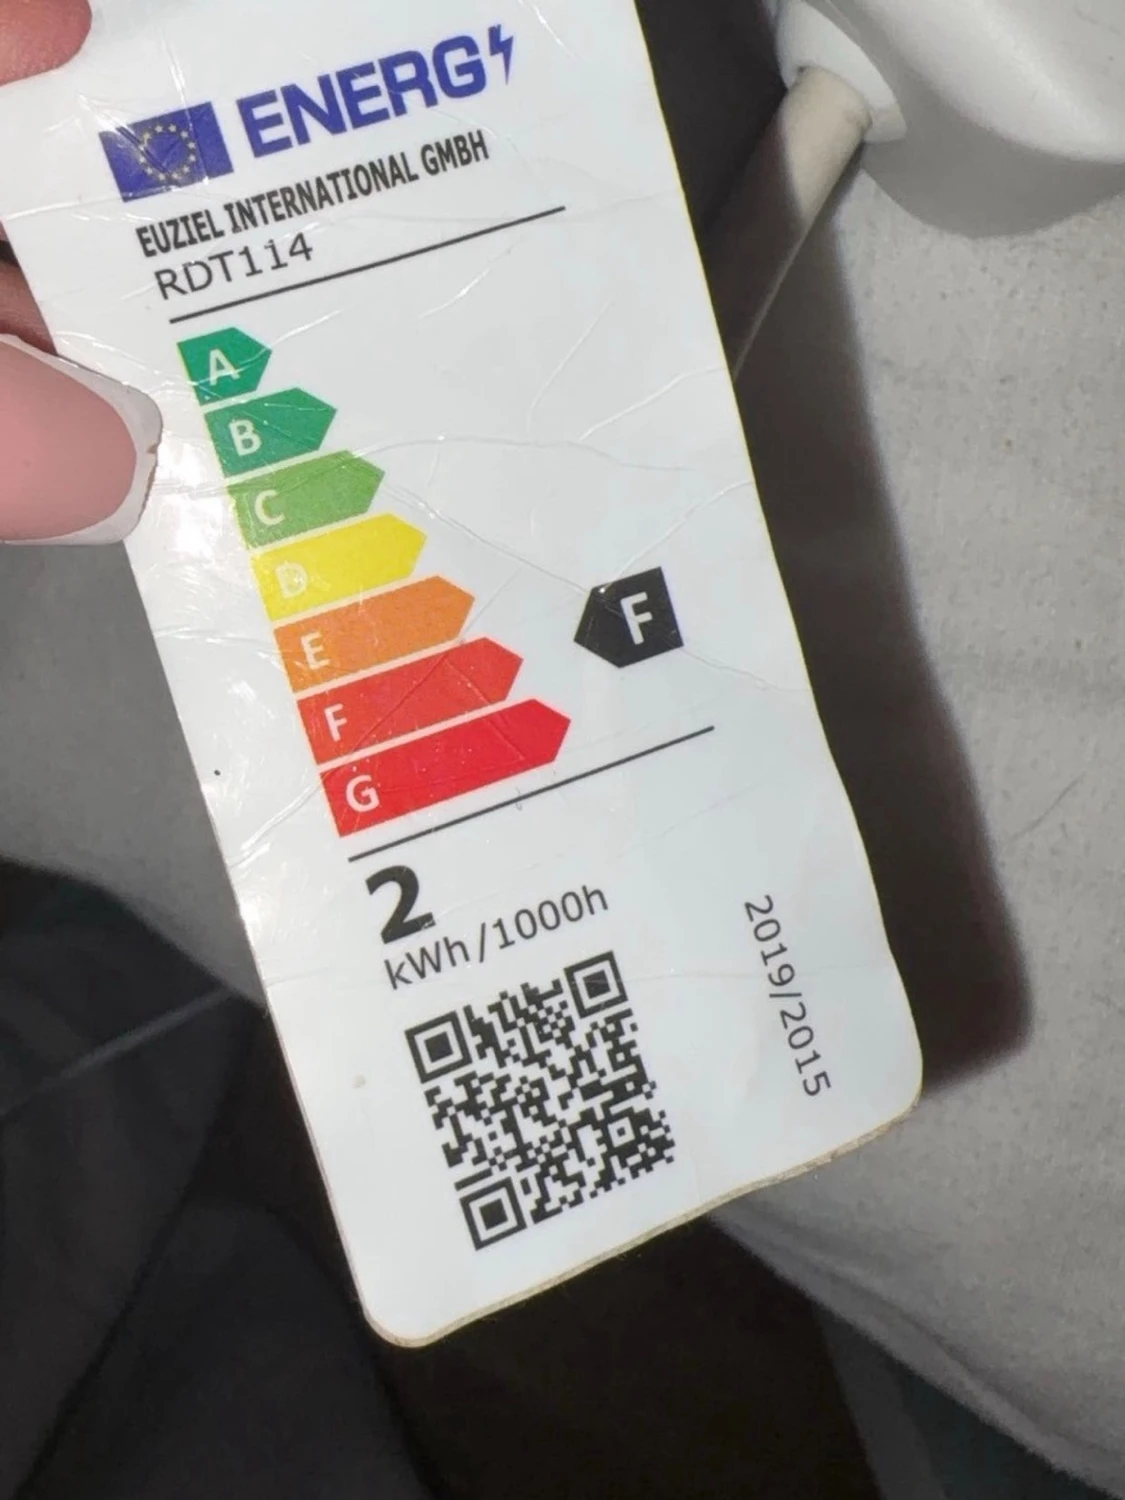 ENERG
EUZIEL INTERNATIONAL GMBH
RDT114
A
B
C
D
E
F
F
G
2
kWh/1000h
2019/2015